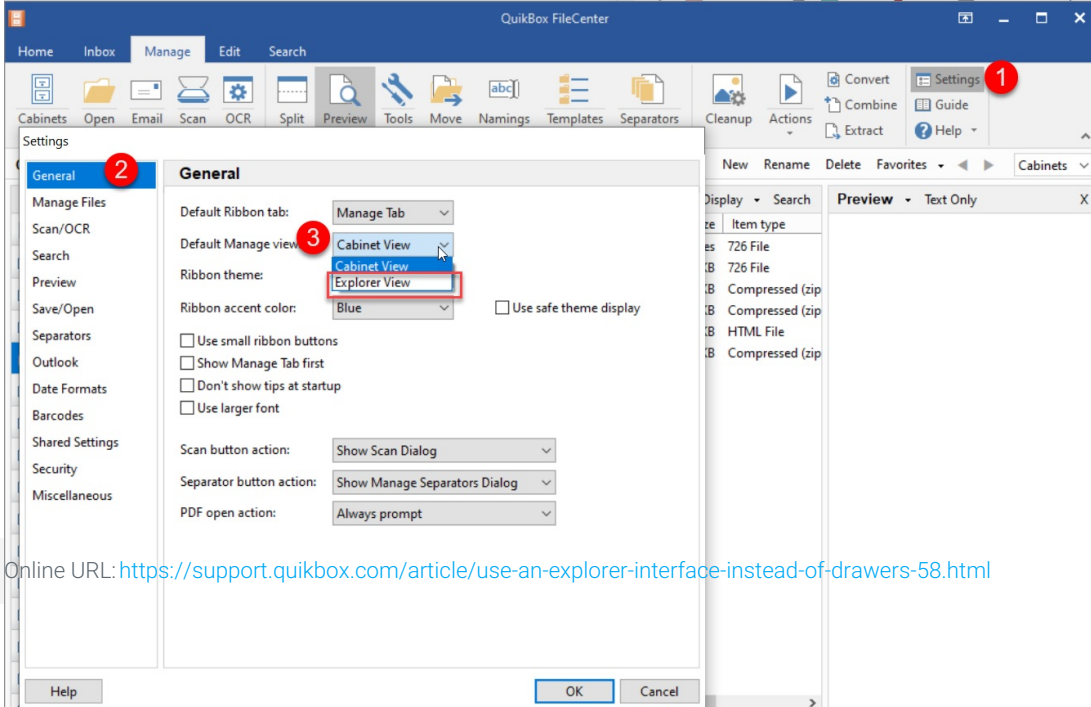 QuikBox FileCenter
Home Inbox Manage Edit Search
Cabinets Open Email Scan OCR Split Preview Tools Move Namings Templates Separators Cleanup Actions
abc
Convert
Combine
Extract
Settings 1
Guide
Help
Settings
New Rename Delete Favorites Cabinets
Display Search
Preview Text Only X
Item type
726 File
726 File
Compressed (zip
Compressed (zip
HTML File
Compressed (zip
General 2
Manage Files
Scan/OCR
Search
Preview
Save/Open
Separators
Outlook
Date Formats
Barcodes
Shared Settings
Security
Miscellaneous
General
Default Ribbon tab: Manage Tab
Default Manage view 3 Cabinet View
Cabinet View
Explorer View
Ribbon theme:
Ribbon accent color: Blue Use safe theme display
Use small ribbon buttons
Show Manage Tab first
Don't show tips at startup
Use larger font
Scan button action: Show Scan Dialog
Separator button action: Show Manage Separators Dialog
PDF open action: Always prompt
Online URL: https://support.quikbox.com/article/use-an-explorer-interface-instead-of-drawers-58.html
Help OK Cancel